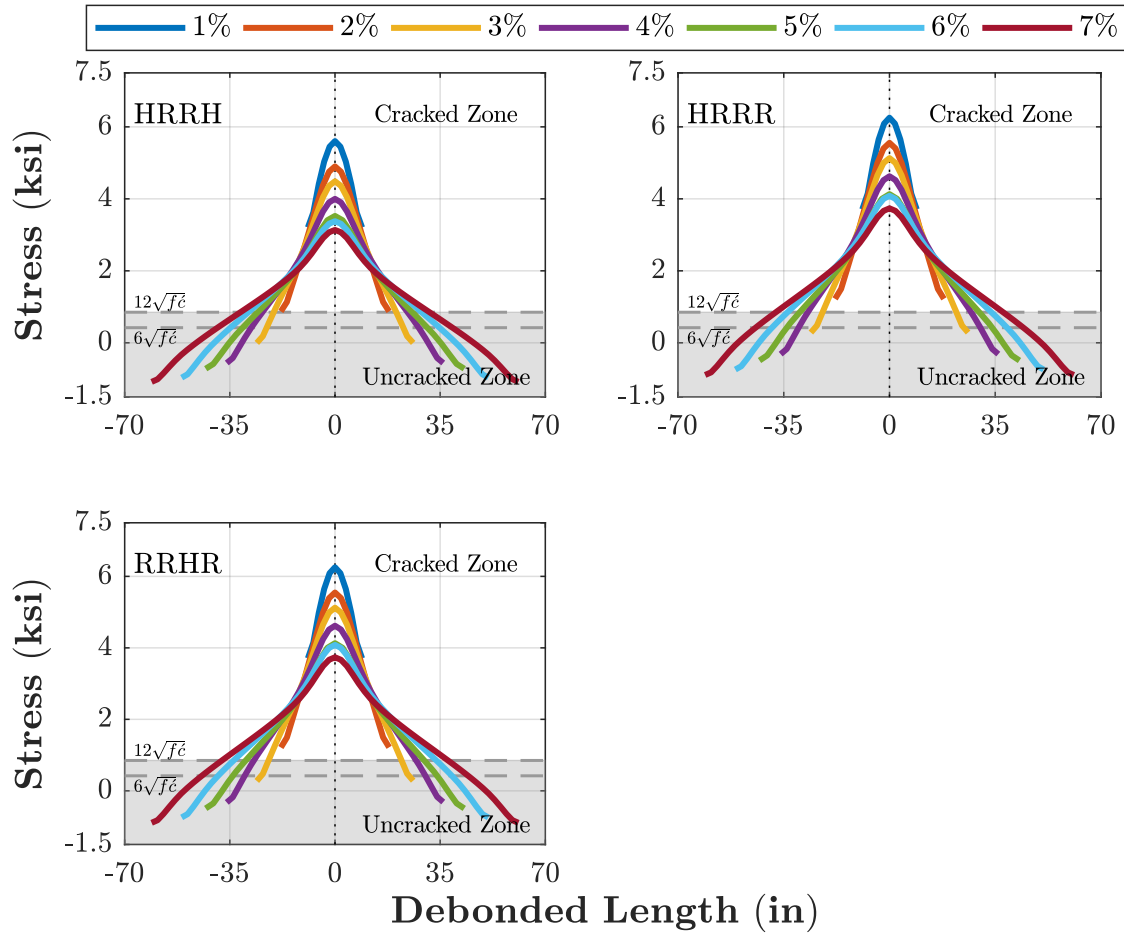 1% 2% 3% 4% 5% 6% 7%
7.5
6
4
2
0
-1.5
Stress (ksi)
HRRH
Cracked Zone
12√f´c
6√f´c
Uncracked Zone
-70 -35 0 35 70
7.5
6
4
2
0
-1.5
HRRR
Cracked Zone
12√f´c
6√f´c
Uncracked Zone
-70 -35 0 35 70
7.5
6
4
2
0
-1.5
Stress (ksi)
RRHR
Cracked Zone
12√f´c
6√f´c
Uncracked Zone
-70 -35 0 35 70
Debonded Length (in)